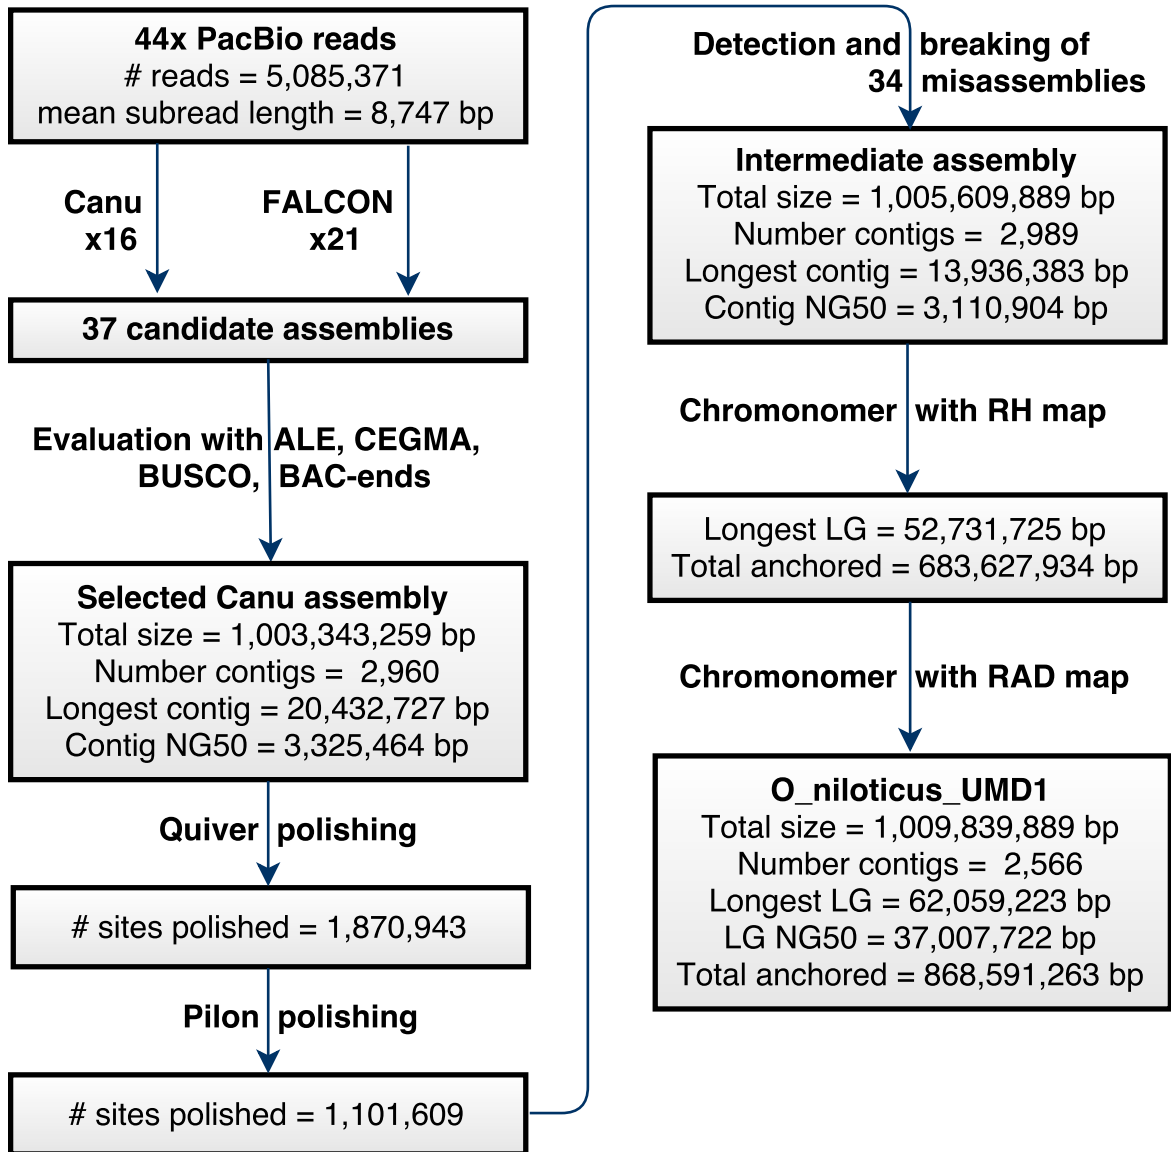 44x PacBio reads
# reads = 5,085,371
mean subread length = 8,747 bp
Canu
x16
FALCON
x21
37 candidate assemblies
Evaluation with ALE, CEGMA,
BUSCO, BAC-ends
Selected Canu assembly
Total size = 1,003,343,259 bp
Number contigs = 2,960
Longest contig = 20,432,727 bp
Contig NG50 = 3,325,464 bp
Quiver polishing
# sites polished = 1,870,943
Pilon polishing
# sites polished = 1,101,609
Detection and breaking of
34 misassemblies
Intermediate assembly
Total size = 1,005,609,889 bp
Number contigs = 2,989
Longest contig = 13,936,383 bp
Contig NG50 = 3,110,904 bp
Chromonomer with RH map
Longest LG = 52,731,725 bp
Total anchored = 683,627,934 bp
Chromonomer with RAD map
O_niloticus_UMD1
Total size = 1,009,839,889 bp
Number contigs = 2,566
Longest LG = 62,059,223 bp
LG NG50 = 37,007,722 bp
Total anchored = 868,591,263 bp